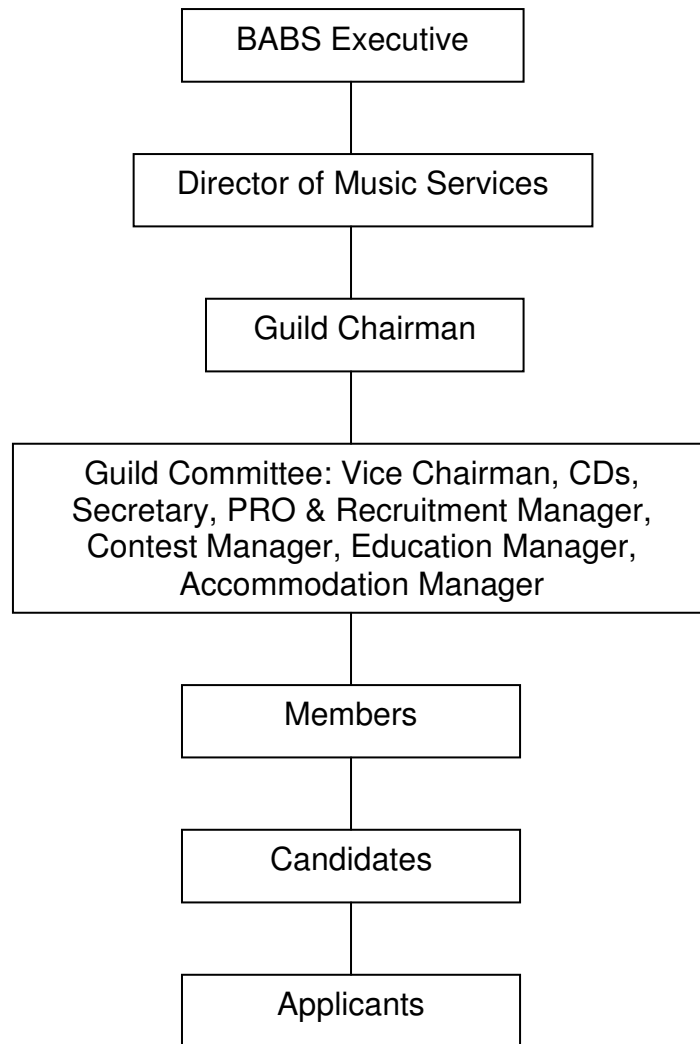 BABS Executive
Director of Music Services
Guild Chairman
Guild Committee: Vice Chairman, CDs,
Secretary, PRO & Recruitment Manager,
Contest Manager, Education Manager,
Accommodation Manager
Members
Candidates
Applicants